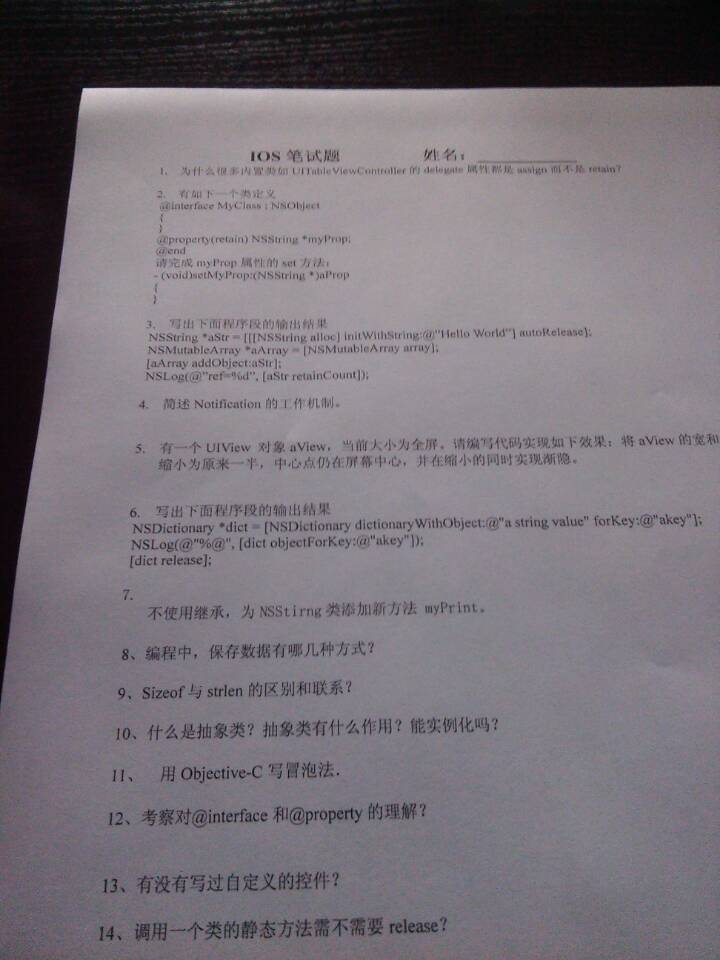 IOS 笔试题 姓名：
1. 为什么很多内置类如 UITableViewController 的 delegate 属性都是 assign 而不是 retain?
2. 有如下一个类定义
@interface MyClass : NSObject
{
}
@property(retain) NSString *myProp;
@end
请完成 myProp 属性的 set 方法：
- (void)setMyProp:(NSString *)aProp
{
}
3. 写出下面程序段的输出结果
NSString *aStr = [[[NSString alloc] initWithString:@"Hello World"] autoRelease];
NSMutableArray *aArray = [NSMutableArray array];
[aArray addObject:aStr];
NSLog(@"ref=%d", [aStr retainCount]);
4. 简述 Notification 的工作机制。
5. 有一个 UIView 对象 aView，当前大小为全屏。请编写代码实现如下效果：将 aView 的宽和
缩小为原来一半，中心点仍在屏幕中心，并在缩小的同时实现渐隐。
6. 写出下面程序段的输出结果
NSDictionary *dict = [NSDictionary dictionaryWithObject:@"a string value" forKey:@"akey"];
NSLog(@"%@", [dict objectForKey:@"akey"]);
[dict release];
7.
不使用继承，为 NSStirng 类添加新方法 myPrint。
8、编程中，保存数据有哪几种方式？
9、Sizeof 与 strlen 的区别和联系？
10、什么是抽象类？抽象类有什么作用？能实例化吗？
11、 用 Objective-C 写冒泡法.
12、考察对@interface 和@property 的理解？
13、有没有写过自定义的控件？
14、调用一个类的静态方法需不需要 release？